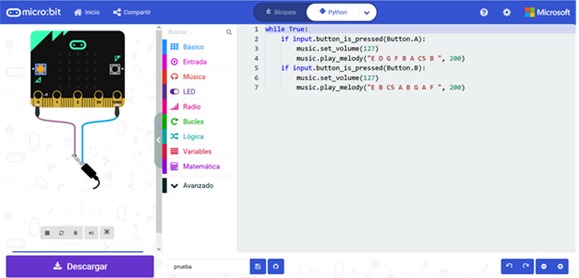 micro:bit Inicio Compartir Bloques Python Microsoft
Buscar...
Básico
Entrada
Música
LED
Radio
Bucles
Lógica
Variables
Matemática
Avanzado
1 while True:
2 if input.button_is_pressed(Button.A):
3 music.set_volume(127)
4 music.play_melody("E D G F B A C5 B ", 200)
5 if input.button_is_pressed(Button.B):
6 music.set_volume(127)
7 music.play_melody("E B C5 A B G A F ", 200)
Descargar
prueba